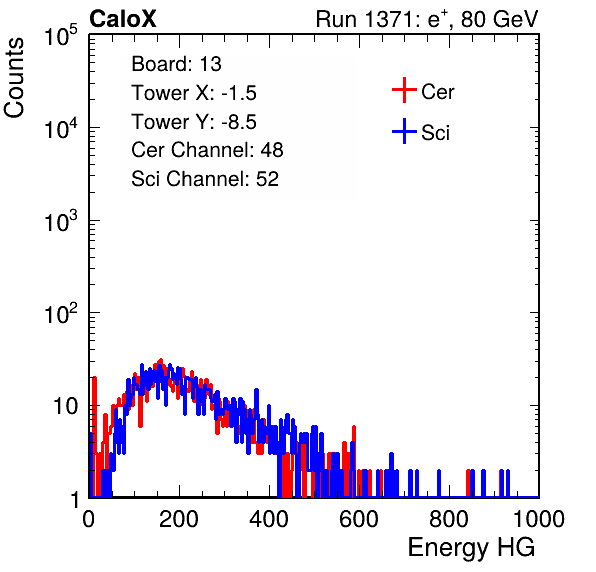 CaloX Run 1371: e⁺, 80 GeV
Counts
10⁵
10⁴
10³
10²
10
1
Board: 13
Tower X: -1.5
Tower Y: -8.5
Cer Channel: 48
Sci Channel: 52
Cer
Sci
0 200 400 600 800 1000
Energy HG